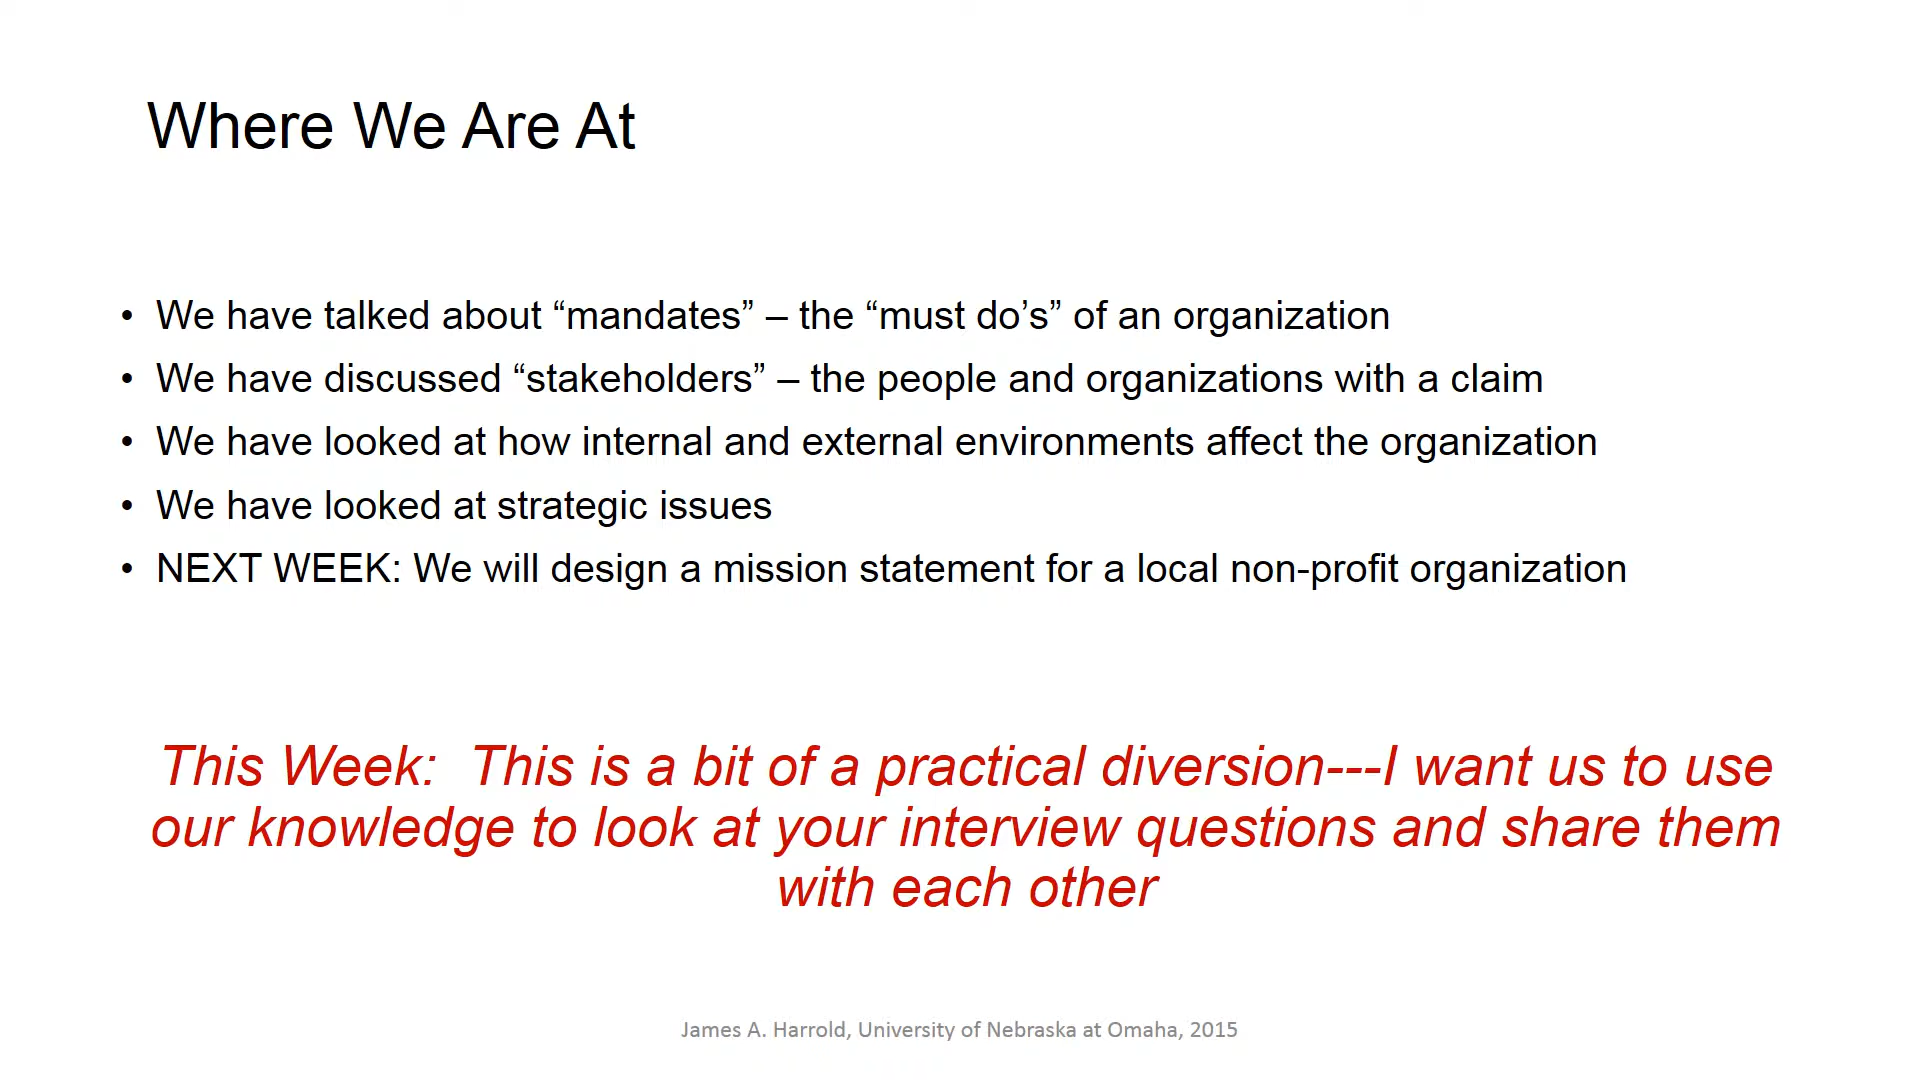 Where We Are At
• We have talked about “mandates” – the “must do’s” of an organization
• We have discussed “stakeholders” – the people and organizations with a claim
• We have looked at how internal and external environments affect the organization
• We have looked at strategic issues
• NEXT WEEK: We will design a mission statement for a local non-profit organization
This Week:  This is a bit of a practical diversion---I want us to use
our knowledge to look at your interview questions and share them
with each other
James A. Harrold, University of Nebraska at Omaha, 2015